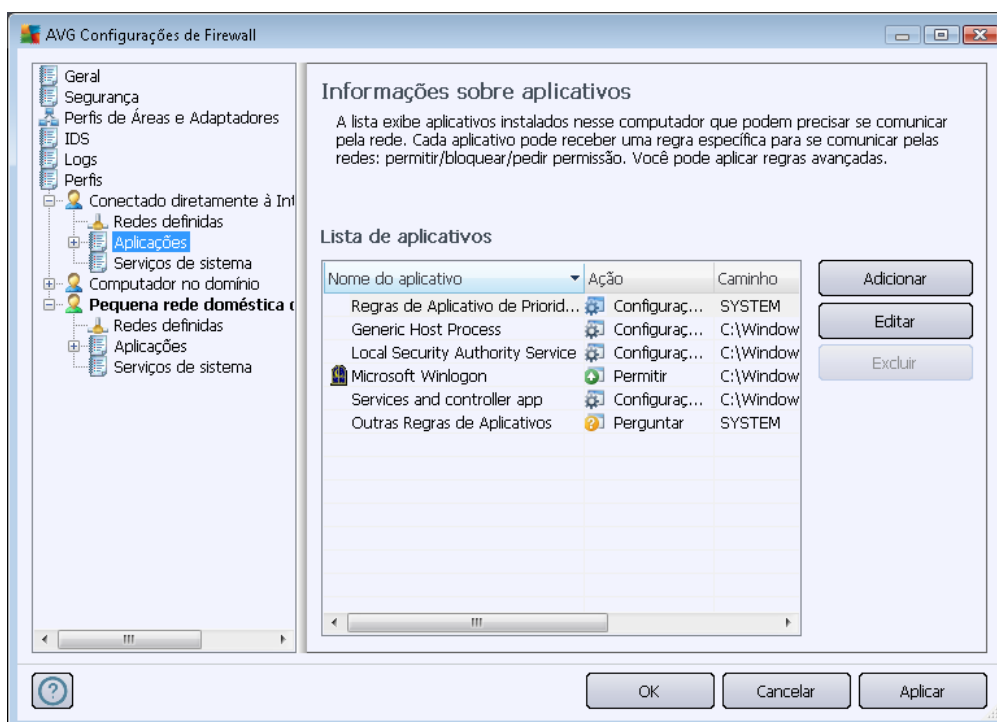 AVG Configurações de Firewall
Geral
Segurança
Perfis de Áreas e Adaptadores
IDS
Logs
Perfis
Conectado diretamente à Int
Redes definidas
Aplicações
Serviços de sistema
Computador no domínio
Pequena rede doméstica o
Redes definidas
Aplicações
Serviços de sistema
Informações sobre aplicativos
A lista exibe aplicativos instalados nesse computador que podem precisar se comunicar
pela rede. Cada aplicativo pode receber uma regra específica para se comunicar pelas
redes: permitir/bloquear/pedir permissão. Você pode aplicar regras avançadas.
Lista de aplicativos
Nome do aplicativo Ação Caminho
Regras de Aplicativo de Priorid... Configuraç... SYSTEM
Generic Host Process Configuraç... C:\Window
Local Security Authority Service Configuraç... C:\Window
Microsoft Winlogon Permitir C:\Window
Services and controller app Configuraç... C:\Window
Outras Regras de Aplicativos Perguntar SYSTEM
Adicionar
Editar
Excluir
OK Cancelar Aplicar